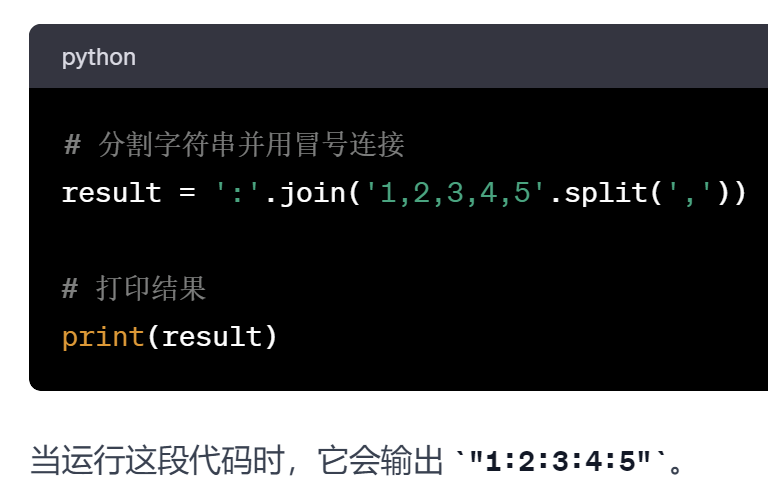 python
# 分割字符串并用冒号连接
result = ':'.join('1,2,3,4,5'.split(','))
# 打印结果
print(result)
当运行这段代码时，它会输出 `"1:2:3:4:5"`。